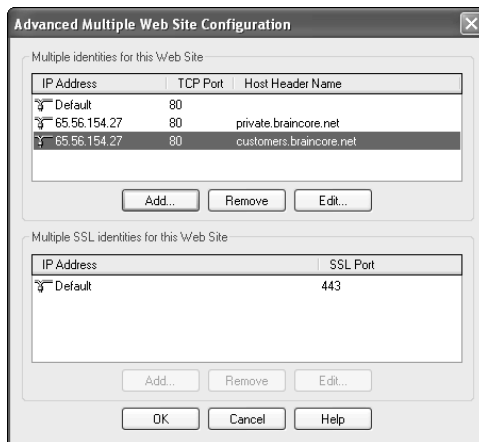 Advanced Multiple Web Site Configuration
Multiple identities for this Web Site
IP Address TCP Port Host Header Name
Default 80
65.56.154.27 80 private.braincore.net
65.56.154.27 80 customers.braincore.net
Add... Remove Edit...
Multiple SSL identities for this Web Site
IP Address SSL Port
Default 443
Add... Remove Edit...
OK Cancel Help